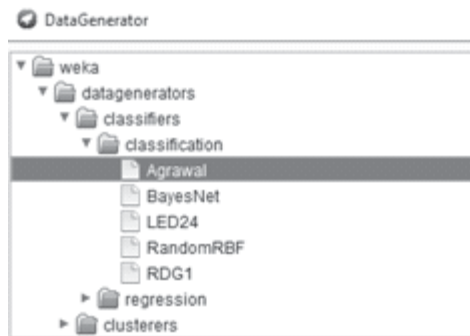 DataGenerator
weka
datagenerators
classifiers
classification
Agrawal
BayesNet
LED24
RandomRBF
RDG1
regression
clusterers